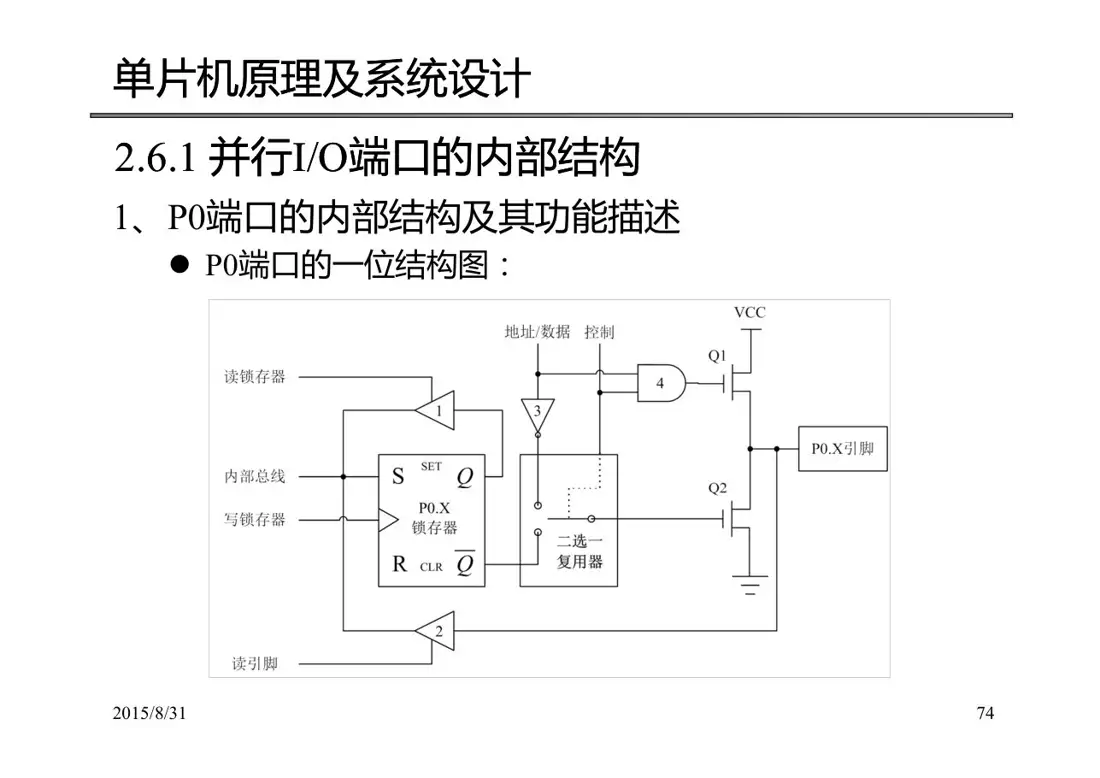 单片机原理及系统设计
2.6.1 并行I/O端口的内部结构
1、P0端口的内部结构及其功能描述
● P0端口的一位结构图：
VCC
地址/数据 控制
Q1
读锁存器
4
1
3
P0.X引脚
内部总线
S SET Q
Q2
P0.X
写锁存器
锁存器
二选一
复用器
R CLR Q̅
2
读引脚
2015/8/31
74